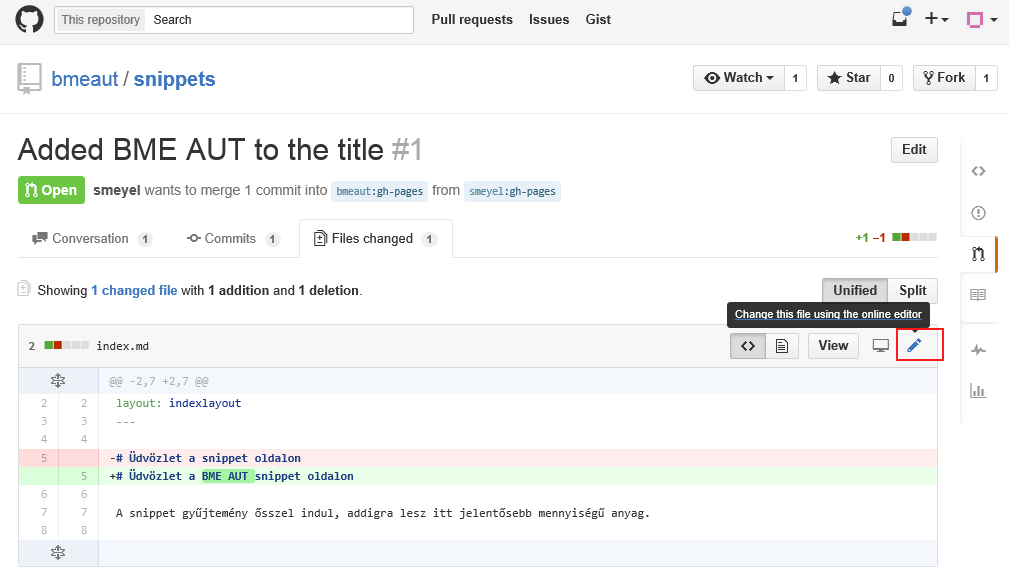 This repository Search Pull requests Issues Gist
bmeaut / snippets Watch 1 Star 0 Fork 1
Added BME AUT to the title #1 Edit
Open smeyel wants to merge 1 commit into bmeaut:gh-pages from smeyel:gh-pages
Conversation 1 Commits 1 Files changed 1 +1 −1
Showing 1 changed file with 1 addition and 1 deletion. Unified Split
Change this file using the online editor
2 index.md View
@@ -2,7 +2,7 @@
2 2 layout: indexlayout
3 3 ---
4 4
5 -# Üdvözlet a snippet oldalon
5 +# Üdvözlet a BME AUT snippet oldalon
6 6
7 7 A snippet gyűjtemény ősszel indul, addigra lesz itt jelentősebb mennyiségű anyag.
8 8